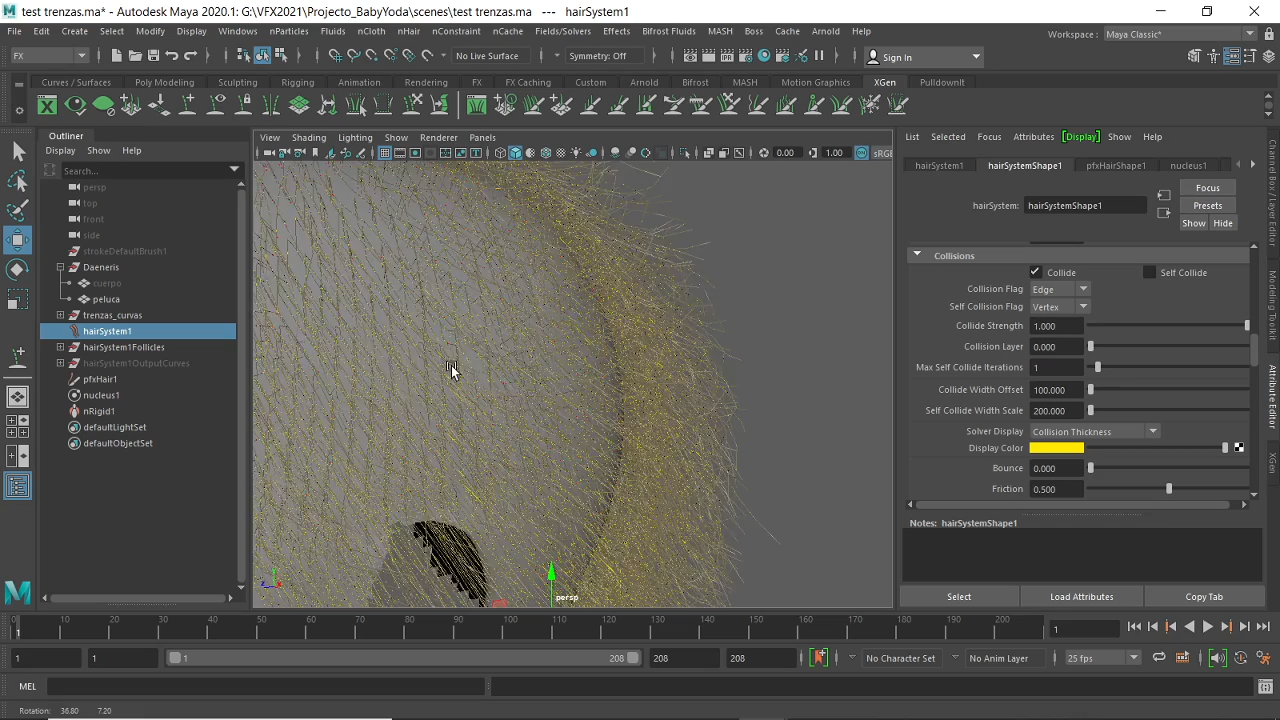 test trenzas.ma* - Autodesk Maya 2020.1: G:\VFX2021\Projecto_BabyYoda\scenes\test trenzas.ma --- hairSystem1
File Edit Create Select Modify Display Windows nParticles Fluids nCloth nHair nConstraint nCache Fields/Solvers Effects Bifrost Fluids MASH Boss Cache Arnold Help
Workspace : Maya Classic*
FX
No Live Surface
Symmetry: Off
Sign In
Curves / Surfaces Poly Modeling Sculpting Rigging Animation Rendering FX FX Caching Custom Arnold Bifrost MASH Motion Graphics XGen PulldownIt
Outliner
Display Show Help
Search...
persp
top
front
side
strokeDefaultBrush1
Daeneris
cuerpo
peluca
trenzas_curvas
hairSystem1
hairSystem1Follicles
hairSystem1OutputCurves
pfxHair1
nucleus1
nRigid1
defaultLightSet
defaultObjectSet
View Shading Lighting Show Renderer Panels
0.00
1.00
sRGB
persp
List Selected Focus Attributes Display Show Help
hairSystem1 hairSystemShape1 pfxHairShape1 nucleus1
hairSystem: hairSystemShape1
Focus
Presets
Show Hide
Collisions
Collide Self Collide
Collision Flag Edge
Self Collision Flag Vertex
Collide Strength 1.000
Collision Layer 0.000
Max Self Collide Iterations 1
Collide Width Offset 100.000
Self Collide Width Scale 200.000
Solver Display Collision Thickness
Display Color
Bounce 0.000
Friction 0.500
Notes: hairSystemShape1
Select Load Attributes Copy Tab
Channel Box / Layer Editor
Modeling Toolkit
Attribute Editor
XGen
0 10 20 30 40 50 60 70 80 90 100 110 120 130 140 150 160 170 180 190 200
1
1
1 1 1 208 208 208 No Character Set No Anim Layer 25 fps
MEL
Rotation: 36.80 7.20